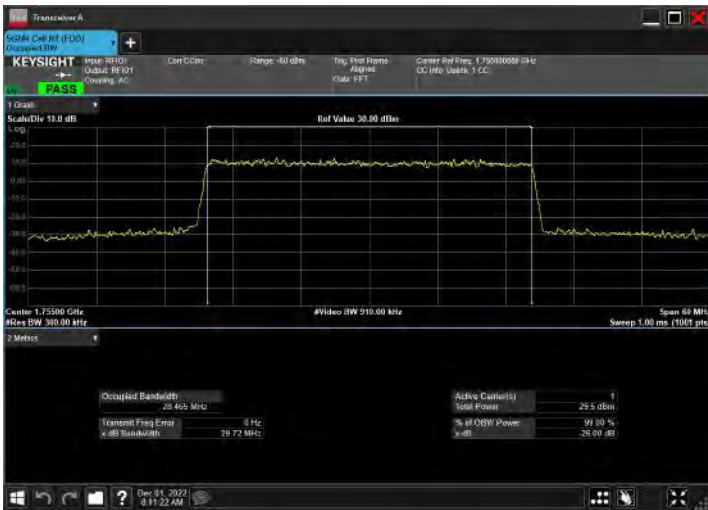 Transceiver A
5GNR Cell NT (FDD)
Occupied BW
KEYSIGHT
Input: RFIO1
Output: RFIO1
Coupling: AC
Corr CCorr
Range: -60 dBm
Trig: Frame
Aligned
Gate: FFT
Center Ref Freq: 1.755000000 GHz
CC Info: Uplink, 1 CC
PASS
1 Graph
Scale/Div 10.0 dB
Ref Value 30.00 dBm
Log
Center 1.75500 GHz
#Video BW 910.00 kHz
Span 60 MHz
#Res BW 300.00 kHz
Sweep 1.00 ms (1001 pts
2 Metrics
Occupied Bandwidth
28.465 MHz
Transmit Freq Error
0 Hz
x dB Bandwidth
29.72 MHz
Active Carrier(s)
1
Total Power
29.5 dBm
% of OBW Power
99.00 %
x dB
-26.00 dB
Dec 01, 2022
8:31:22 AM